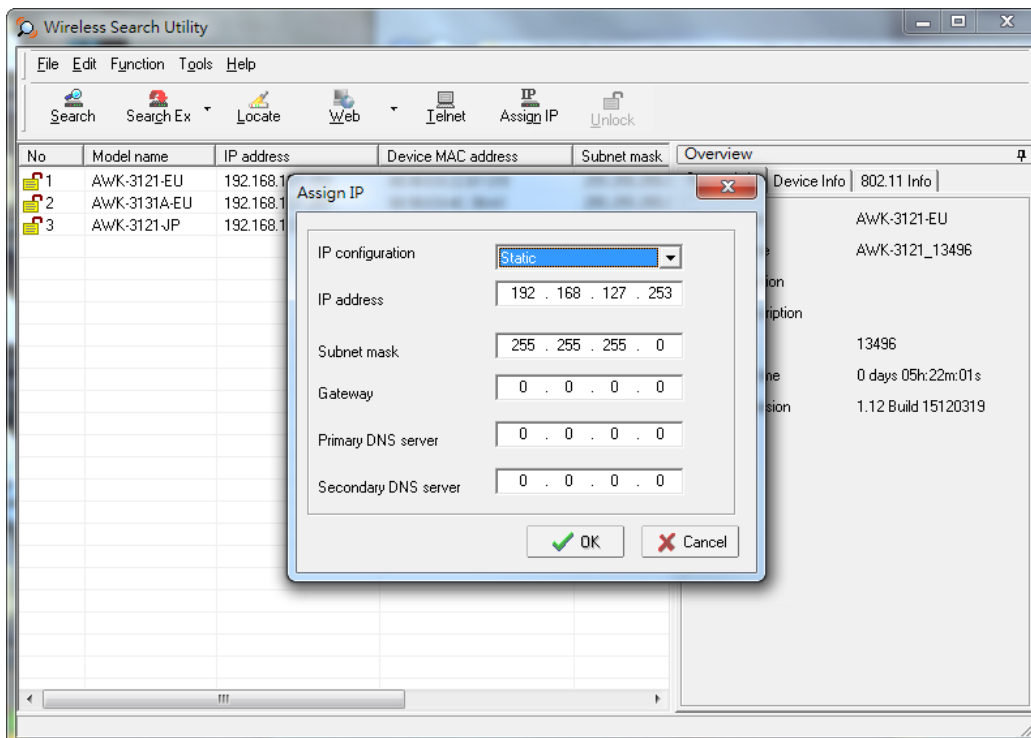 Wireless Search Utility
File Edit Function Tools Help
Search Search Ex Locate Web Telnet Assign IP Unlock
No Model name IP address Device MAC address Subnet mask
1 AWK-3121-EU 192.168.1
2 AWK-3131A-EU 192.168.1
3 AWK-3121-JP 192.168.1
Overview
Device Info 802.11 Info
AWK-3121-EU
AWK-3121_13496
13496
0 days 05h:22m:01s
1.12 Build 15120319
Assign IP
IP configuration Static
IP address 192 . 168 . 127 . 253
Subnet mask 255 . 255 . 255 . 0
Gateway 0 . 0 . 0 . 0
Primary DNS server 0 . 0 . 0 . 0
Secondary DNS server 0 . 0 . 0 . 0
OK Cancel